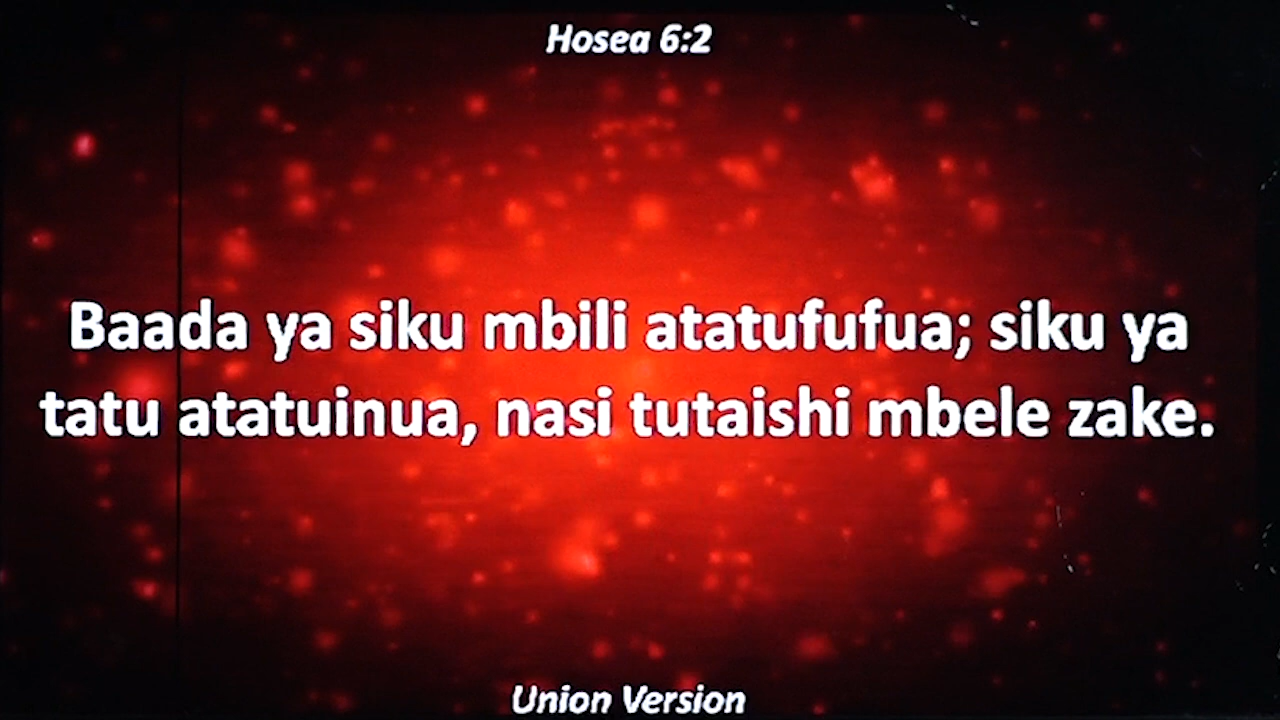 Hosea 6:2
Baada ya siku mbili atatufufua; siku ya
tatu atatuinua, nasi tutaishi mbele zake.
Union Version